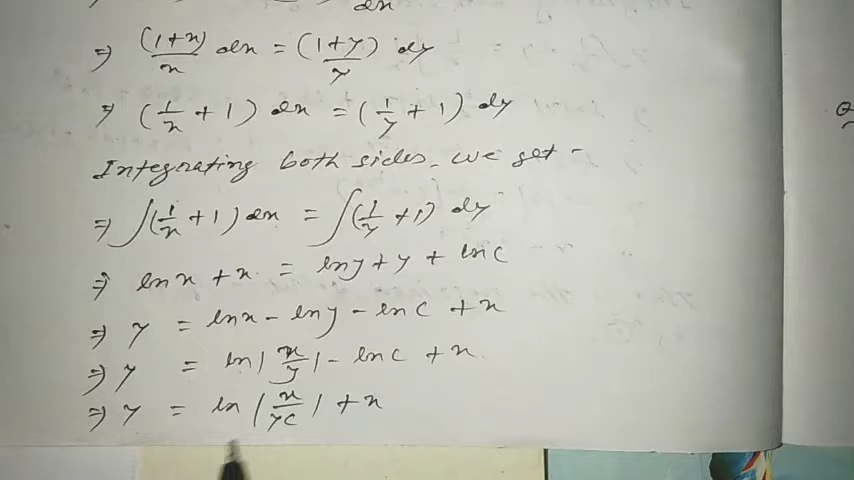 dx
⇒ (1+x)/x dx = (1+y)/y dy
⇒ (1/x + 1) dx = (1/y + 1) dy
Integrating both sides, we get -
⇒ ∫(1/x + 1) dx = ∫(1/y + 1) dy
⇒ ln x + x = ln y + y + ln c
⇒ y = ln x - ln y - ln c + x
⇒ y = ln |x/y| - ln c + x
⇒ y = ln |x/yc| + x